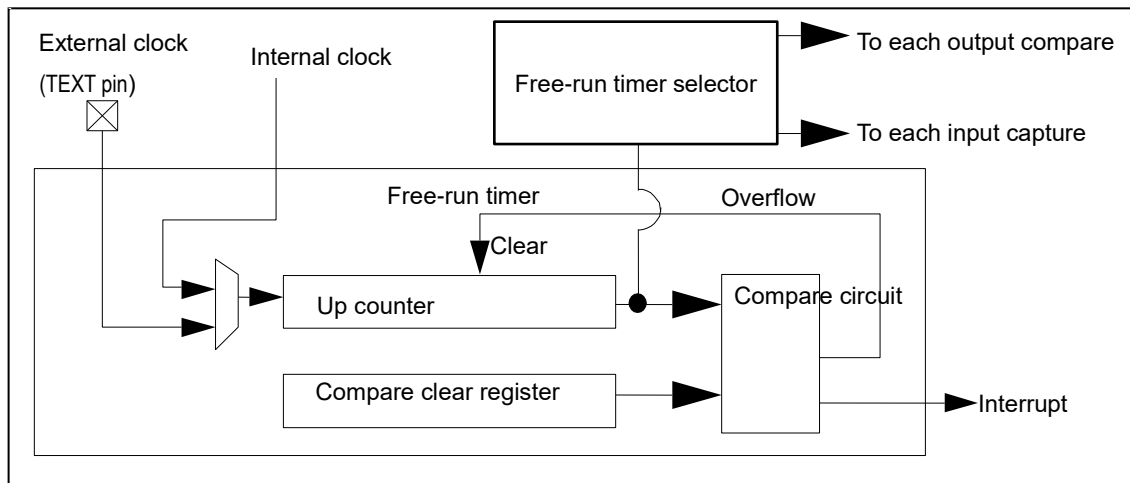 External clock
(TEXT pin)
Internal clock
Free-run timer selector
To each output compare
To each input capture
Free-run timer
Overflow
Clear
Up counter
Compare circuit
Compare clear register
Interrupt